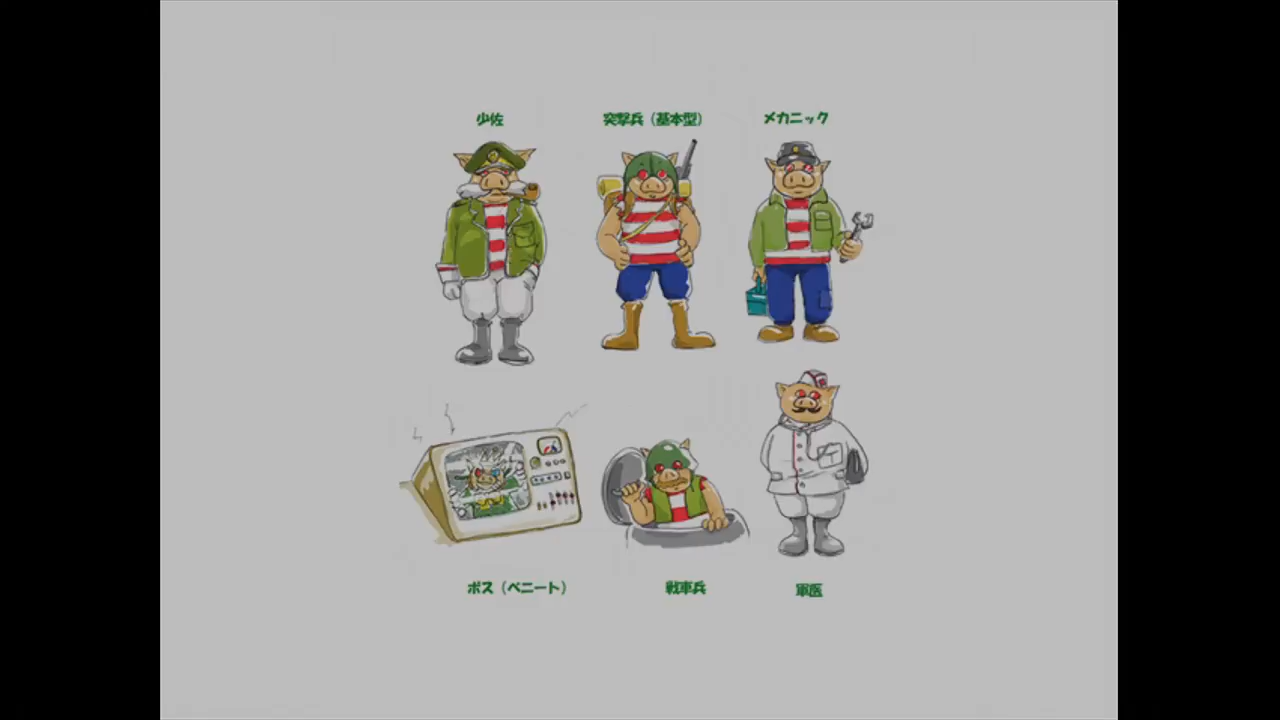 少佐
突撃兵（基本型）
メカニック
ボス（ベニート）
戦車兵
軍医